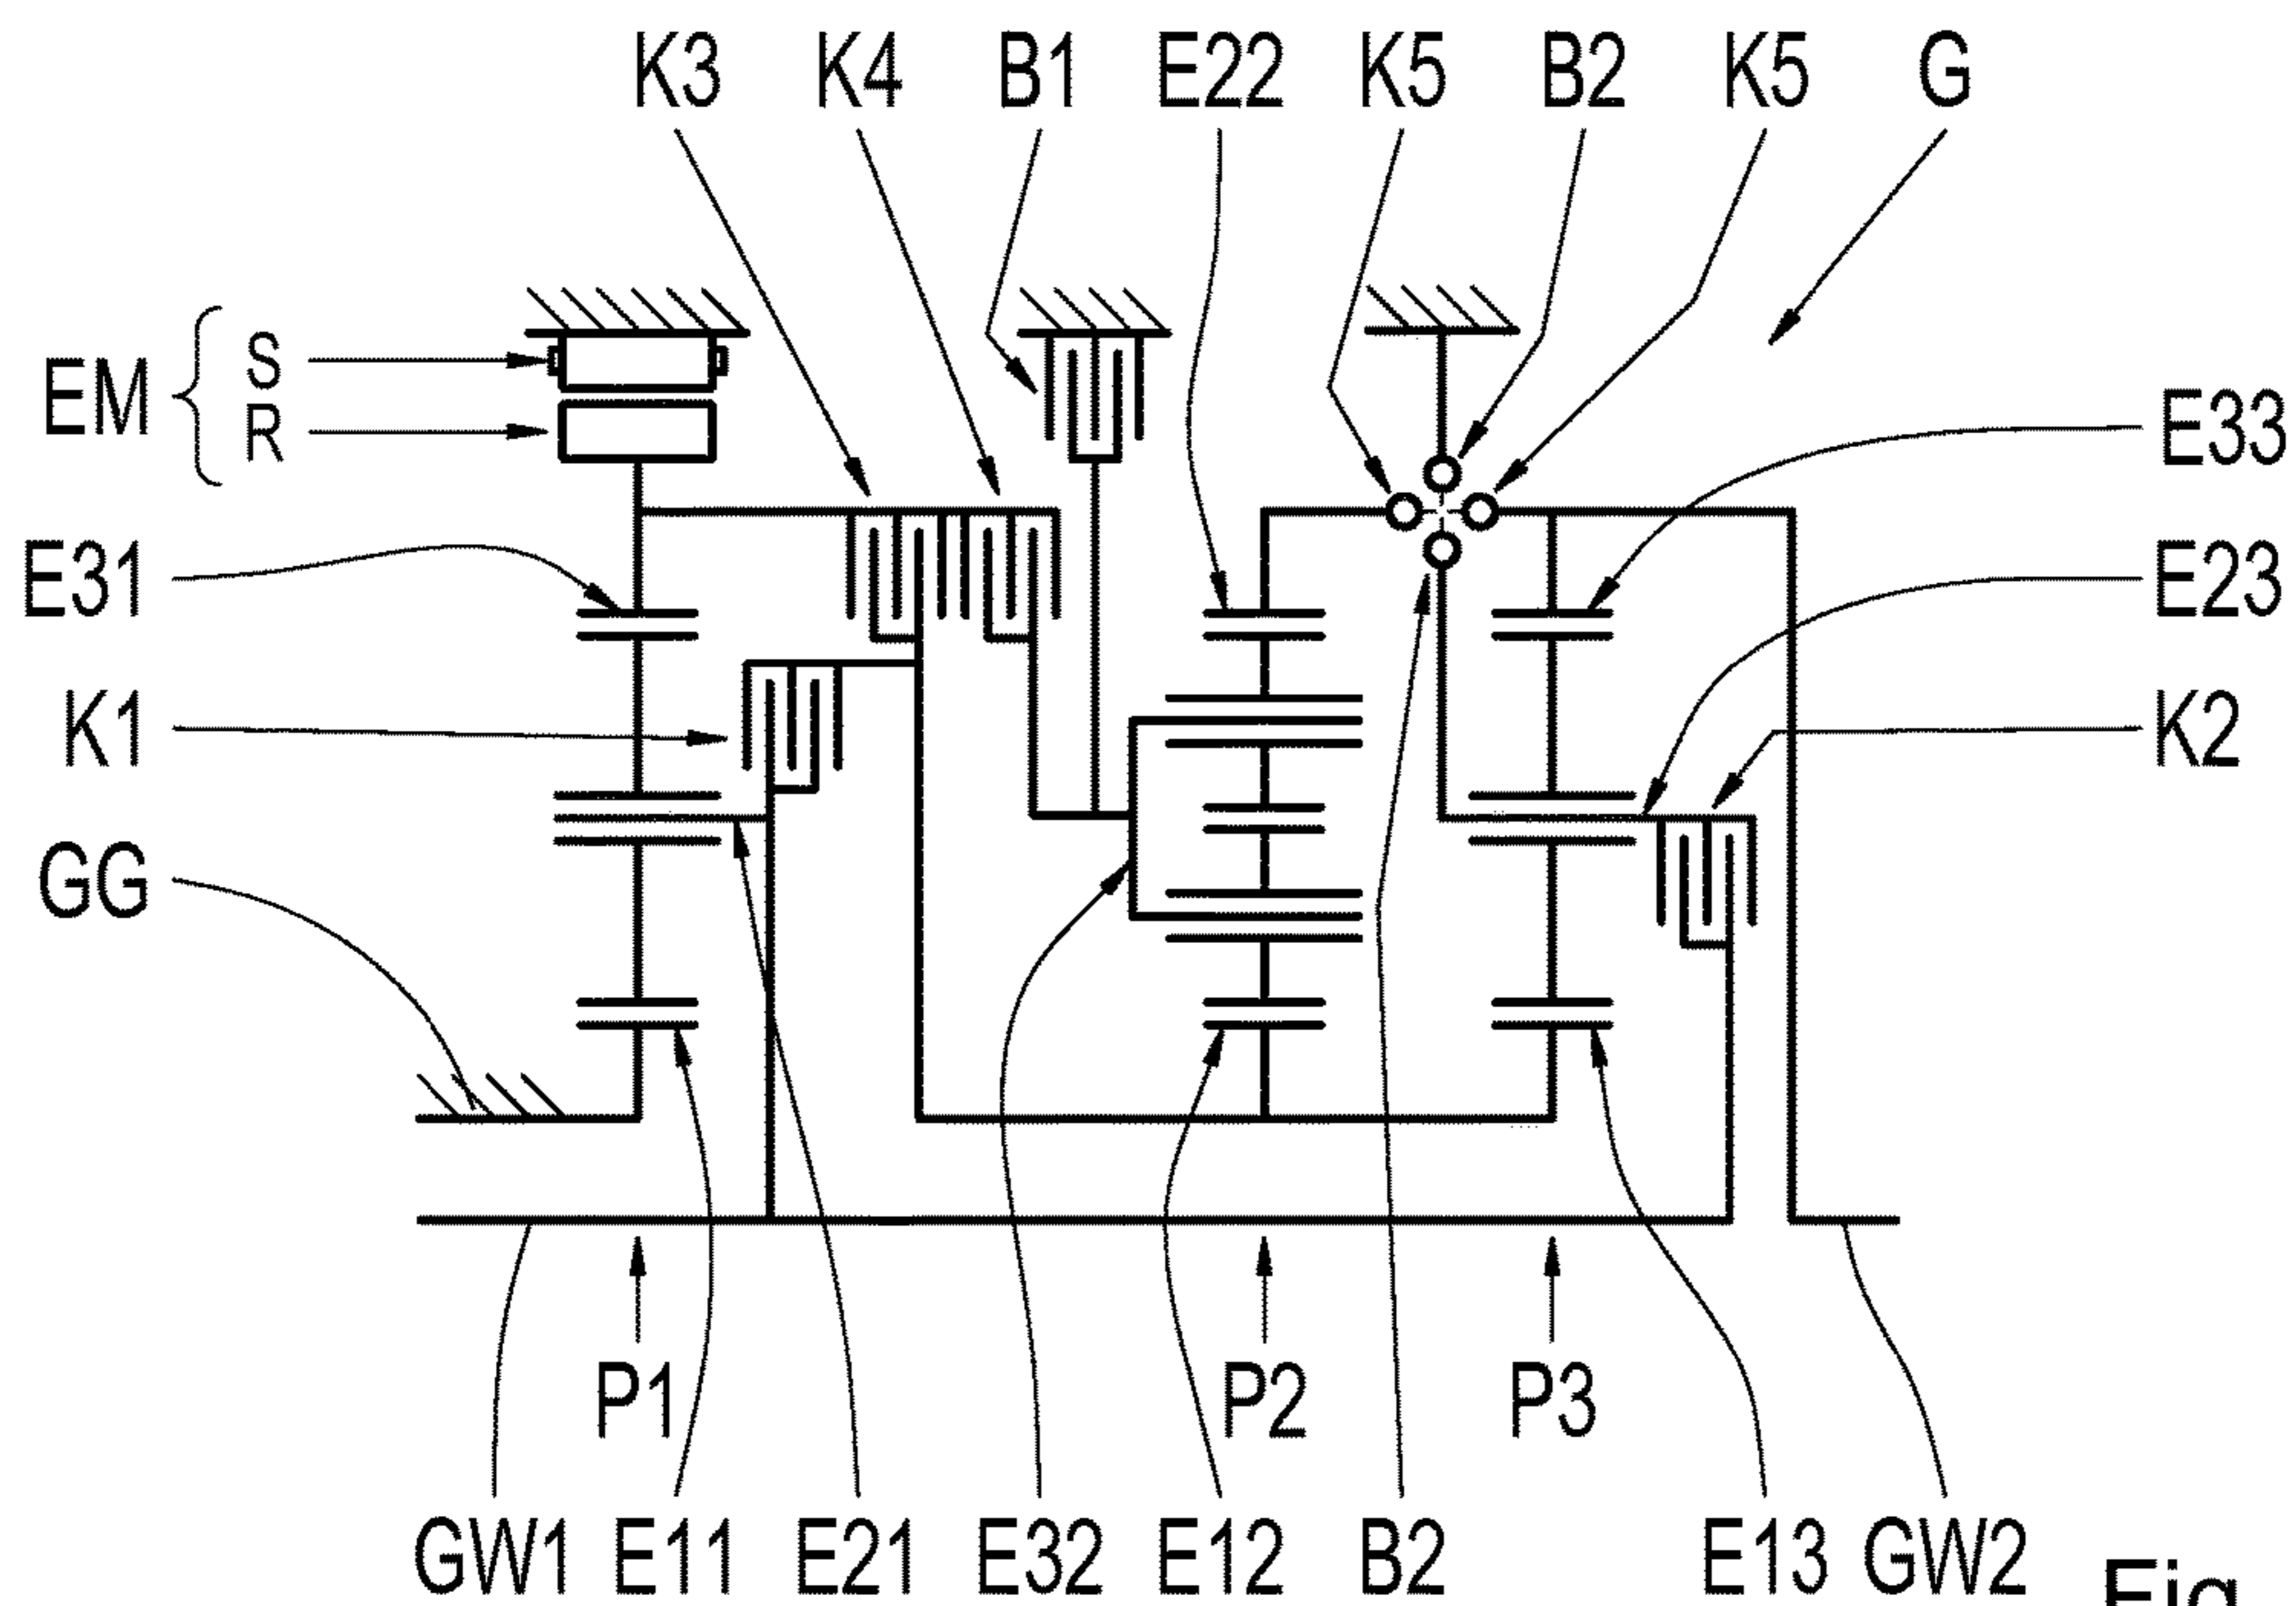 K3 K4 B1 E22 K5 B2 K5 G
EM { S
R
E33
E31
E23
K1
K2
GG
P1 P2 P3
GW1 E11 E21 E32 E12 B2 E13 GW2
Fig